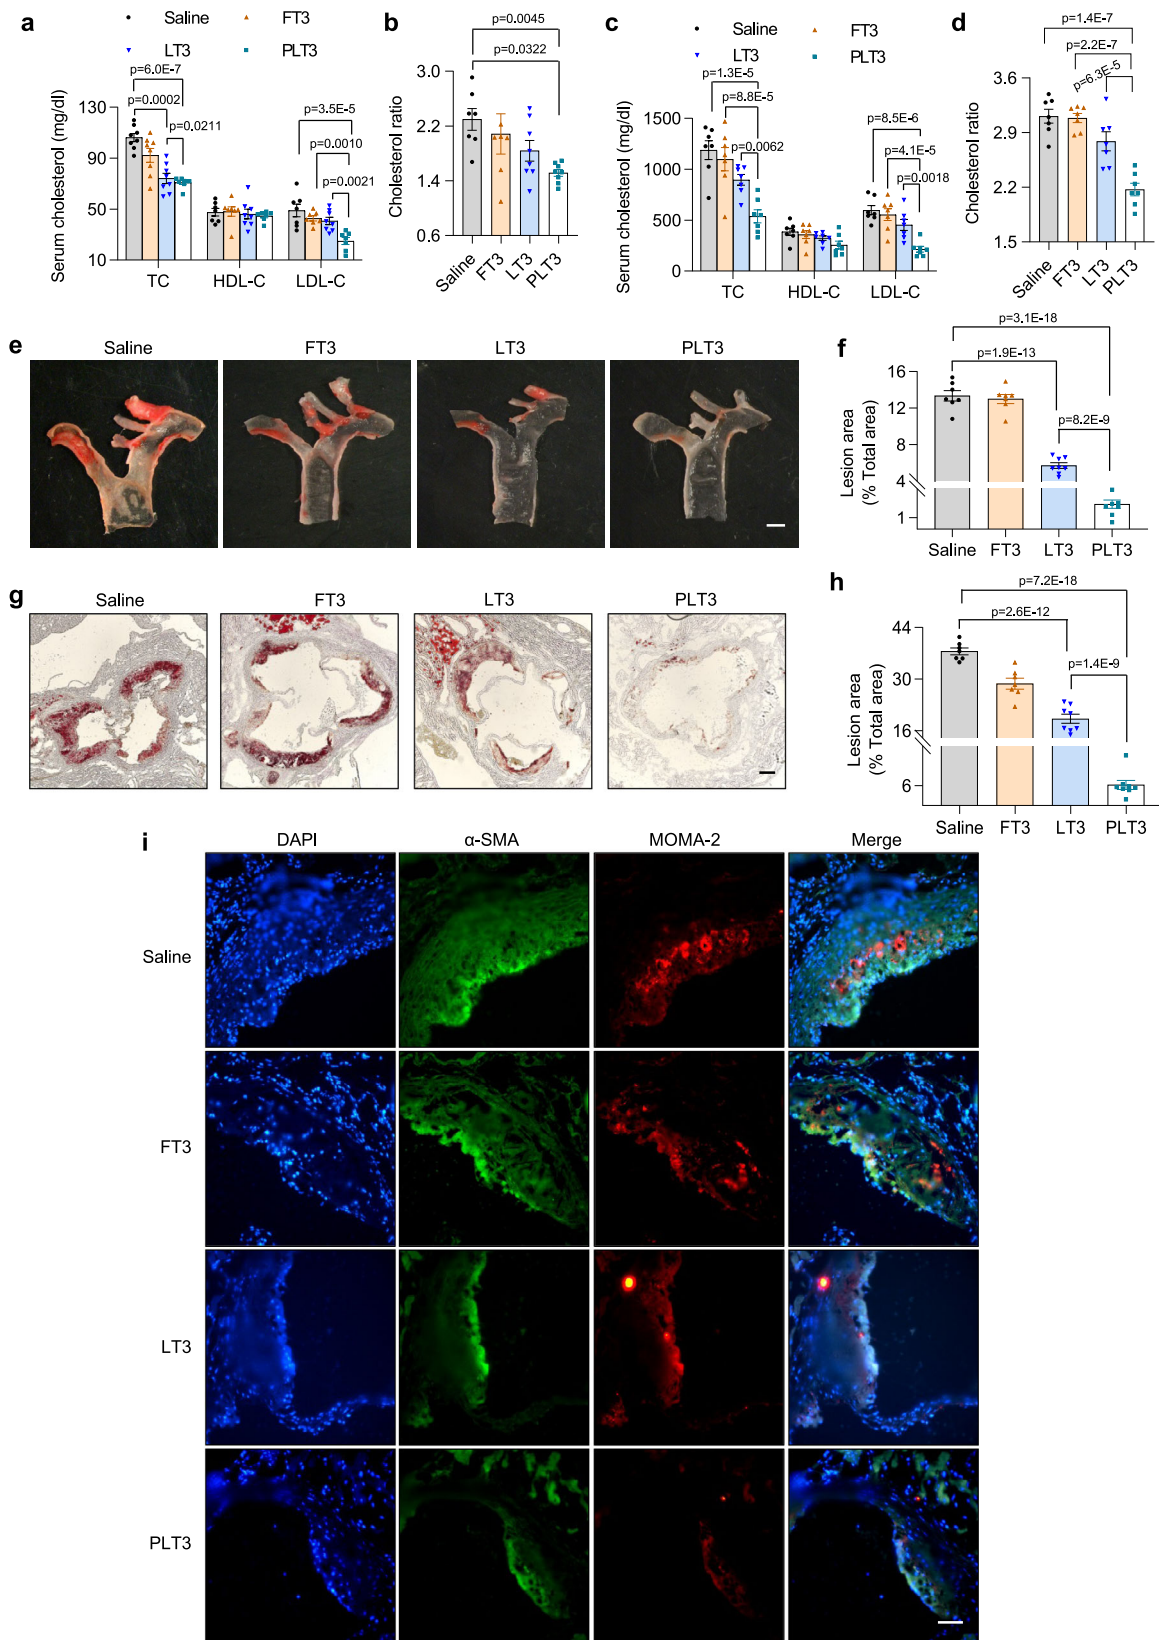 a
Saline
FT3
LT3
PLT3
p=6.0E-7
p=0.0002
p=0.0211
p=3.5E-5
p=0.0010
p=0.0021
Serum cholesterol (mg/dl)
130
90
50
10
TC
HDL-C
LDL-C
b
p=0.0045
p=0.0322
Cholesterol ratio
3.0
2.2
1.4
0.6
Saline
FT3
LT3
PLT3
c
Saline
FT3
LT3
PLT3
p=1.3E-5
p=8.8E-5
p=0.0062
p=8.5E-6
p=4.1E-5
p=0.0018
Serum cholesterol (mg/dl)
1500
1000
500
0
TC
HDL-C
LDL-C
d
p=1.4E-7
p=2.2E-7
p=6.3E-5
Cholesterol ratio
3.6
2.9
2.2
1.5
Saline
FT3
LT3
PLT3
e
Saline
FT3
LT3
PLT3
f
p=3.1E-18
p=1.9E-13
p=8.2E-9
Lesion area
(% Total area)
16
12
8
4
1
Saline
FT3
LT3
PLT3
g
Saline
FT3
LT3
PLT3
h
p=7.2E-18
p=2.6E-12
p=1.4E-9
Lesion area
(% Total area)
44
30
16
6
Saline
FT3
LT3
PLT3
i
DAPI
α-SMA
MOMA-2
Merge
Saline
FT3
LT3
PLT3